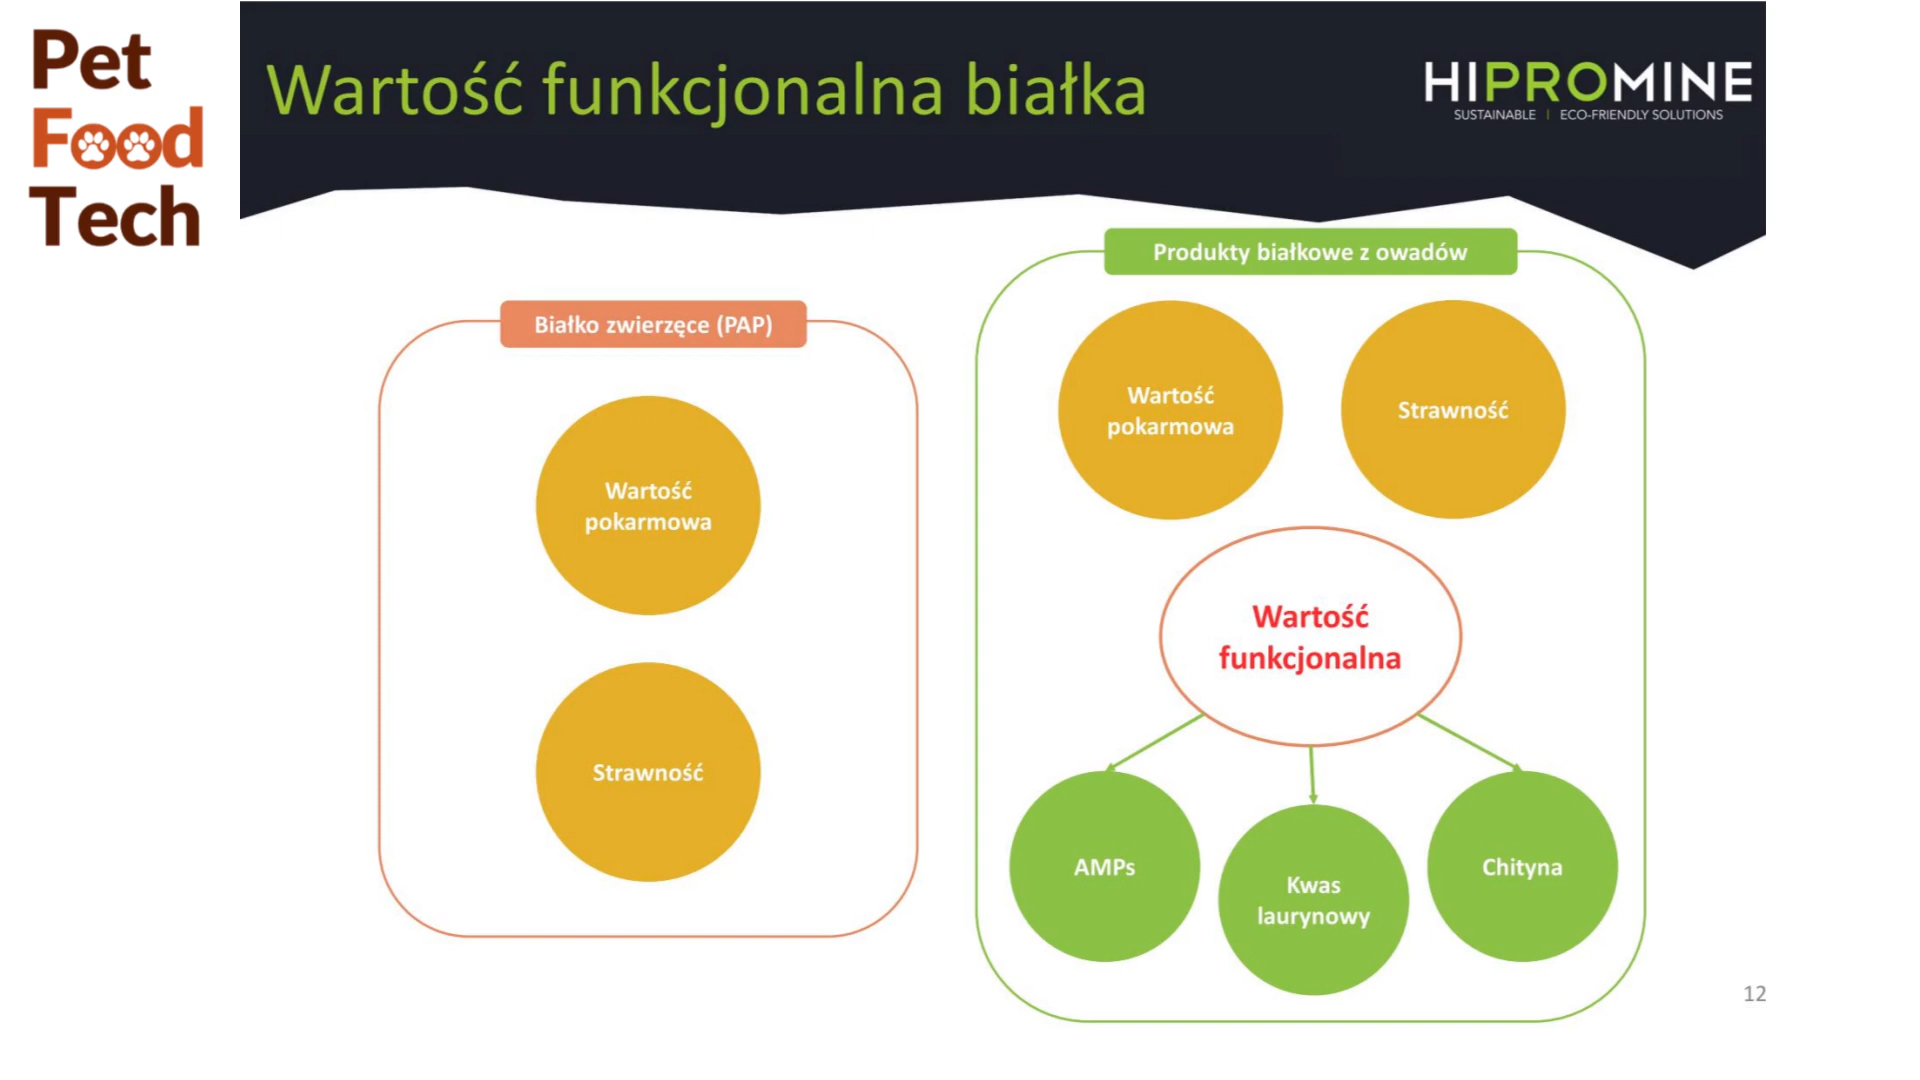 Pet
Food
Tech
Wartość funkcjonalna białka
HIPROMINE
SUSTAINABLE | ECO-FRIENDLY SOLUTIONS
Białko zwierzęce (PAP)
Wartość
pokarmowa
Strawność
Produkty białkowe z owadów
Wartość
pokarmowa
Strawność
Wartość
funkcjonalna
AMPs
Kwas
laurynowy
Chityna
12